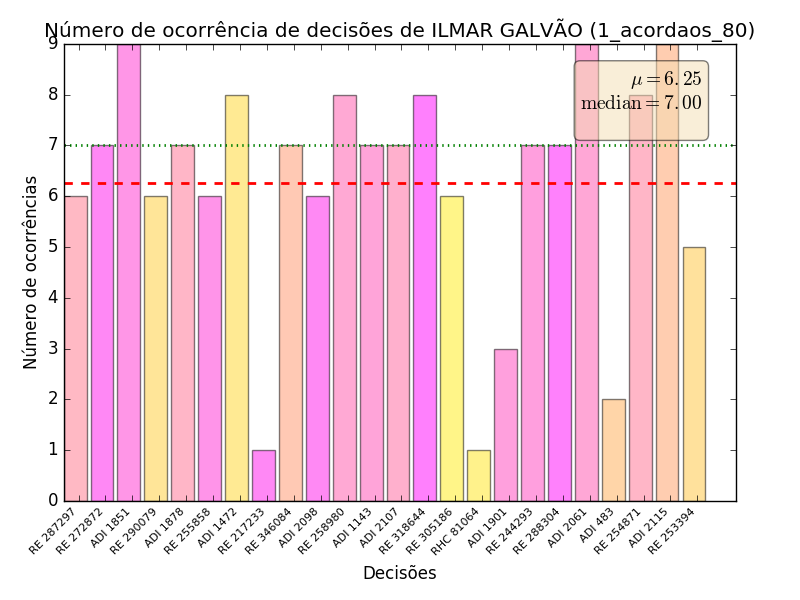 Número de ocorrência de decisões de ILMAR GALVÃO (1_acordaos_80)
μ = 6.25
median = 7.00
Número de ocorrências
9
8
7
6
5
4
3
2
1
0
RE 287297
RE 272872
ADI 1851
RE 290079
ADI 1878
RE 255858
ADI 1472
RE 217233
RE 346084
ADI 2098
RE 258980
ADI 1143
ADI 2107
RE 318644
RE 305186
RHC 81064
ADI 1901
RE 244293
RE 288304
ADI 2061
ADI 483
RE 254871
ADI 2115
RE 253394
Decisões